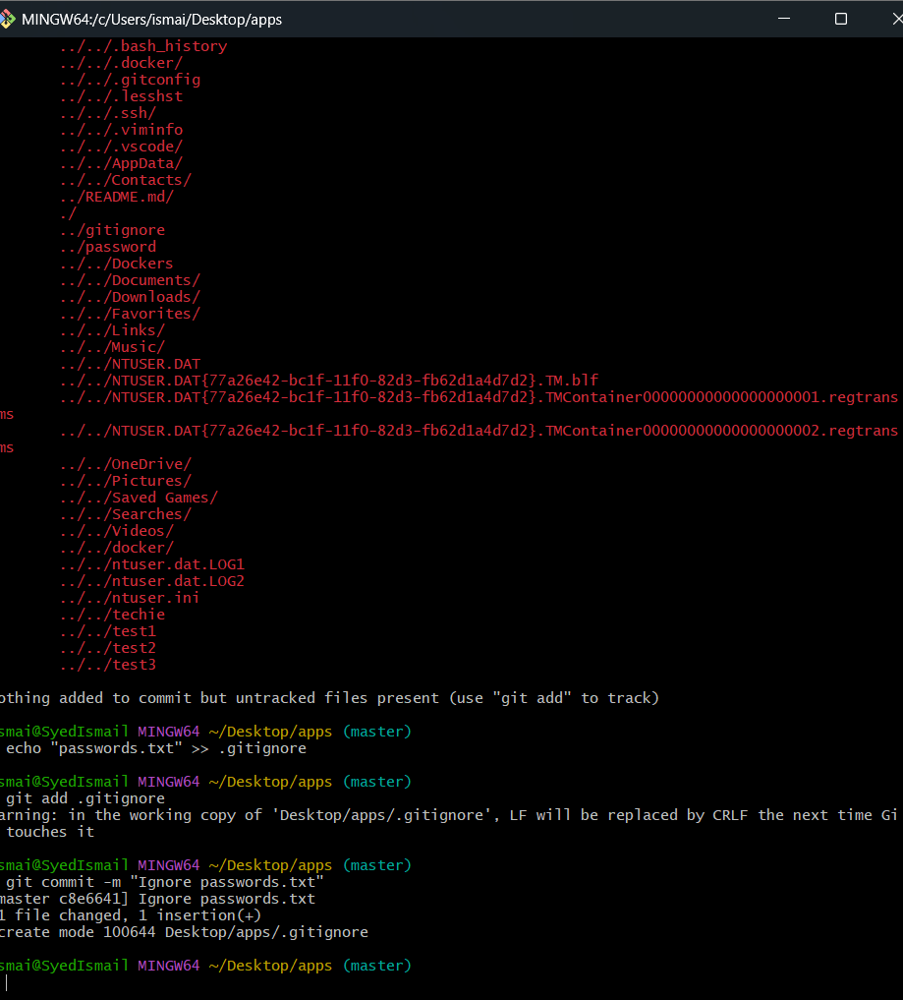 MINGW64:/c/Users/ismai/Desktop/apps
../../.bash_history
../../.docker/
../../.gitconfig
../../.lesshst
../../.ssh/
../../.viminfo
../../.vscode/
../../AppData/
../../Contacts/
../README.md/
./
../gitignore
../password
../../Dockers
../../Documents/
../../Downloads/
../../Favorites/
../../Links/
../../Music/
../../NTUSER.DAT
../../NTUSER.DAT{77a26e42-bc1f-11f0-82d3-fb62d1a4d7d2}.TM.blf
../../NTUSER.DAT{77a26e42-bc1f-11f0-82d3-fb62d1a4d7d2}.TMContainer00000000000000000001.regtrans
ms
../../NTUSER.DAT{77a26e42-bc1f-11f0-82d3-fb62d1a4d7d2}.TMContainer00000000000000000002.regtrans
ms
../../OneDrive/
../../Pictures/
../../Saved Games/
../../Searches/
../../Videos/
../../docker/
../../ntuser.dat.LOG1
../../ntuser.dat.LOG2
../../ntuser.ini
../../techie
../../test1
../../test2
../../test3
othing added to commit but untracked files present (use "git add" to track)
smai@SyedIsmail MINGW64 ~/Desktop/apps (master)
echo "passwords.txt" >> .gitignore
smai@SyedIsmail MINGW64 ~/Desktop/apps (master)
git add .gitignore
arning: in the working copy of 'Desktop/apps/.gitignore', LF will be replaced by CRLF the next time Gi
touches it
smai@SyedIsmail MINGW64 ~/Desktop/apps (master)
git commit -m "Ignore passwords.txt"
master c8e6641] Ignore passwords.txt
1 file changed, 1 insertion(+)
create mode 100644 Desktop/apps/.gitignore
smai@SyedIsmail MINGW64 ~/Desktop/apps (master)